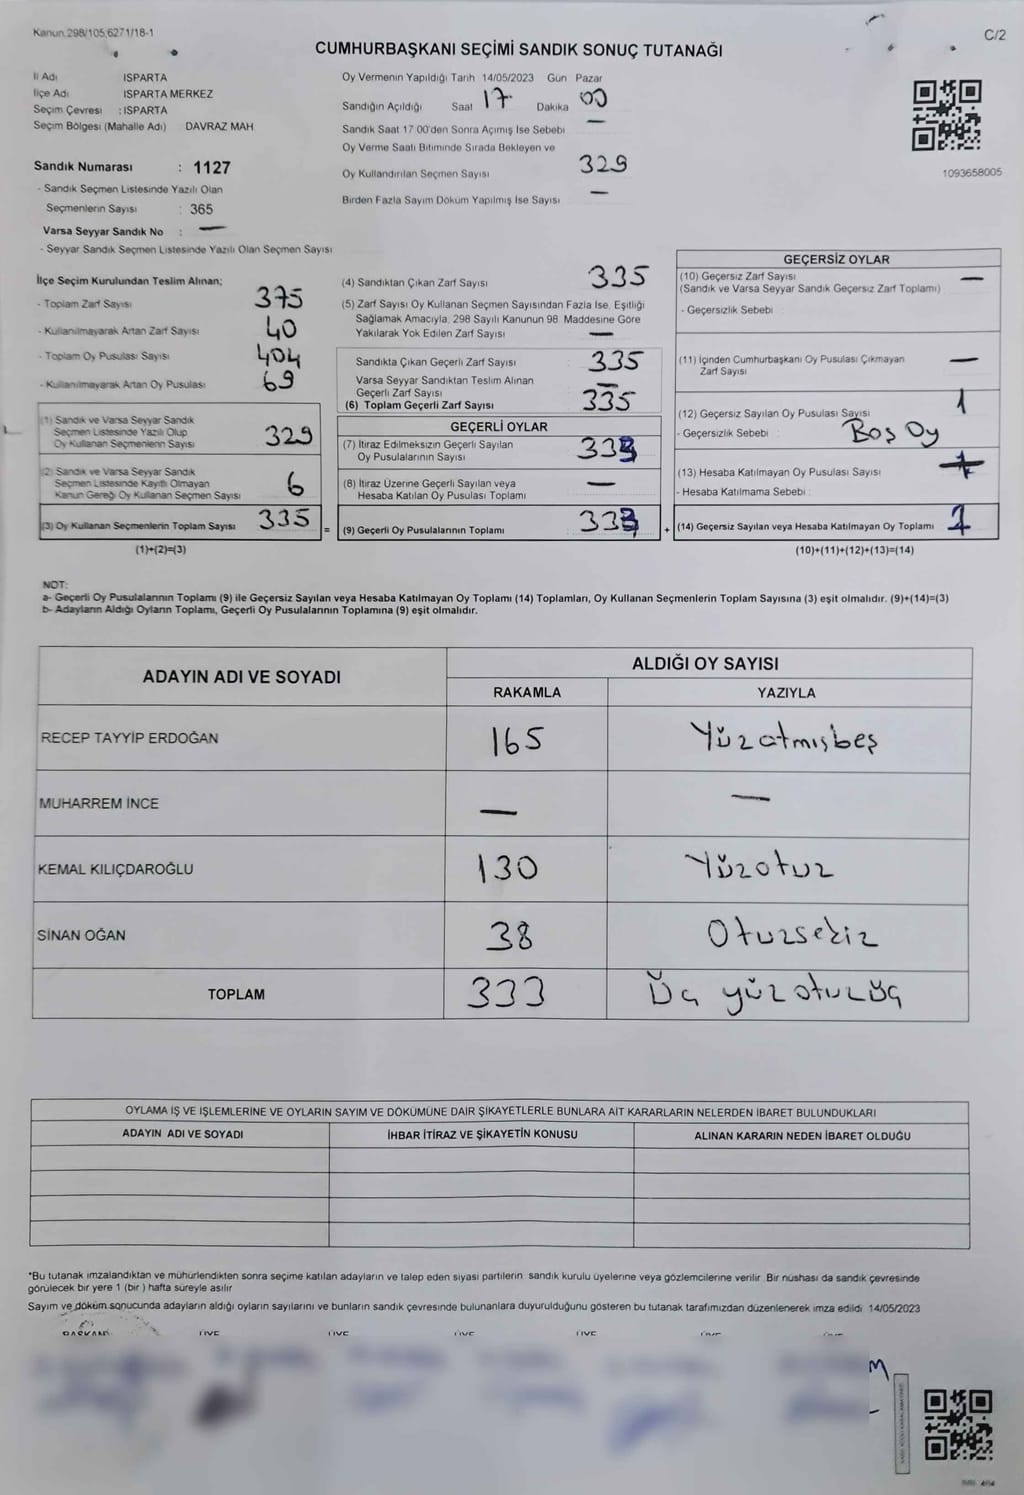 Kanun.298/105,6271/18-1
C/2
CUMHURBAŞKANI SEÇİMİ SANDIK SONUÇ TUTANAĞI
İl Adı ISPARTA
İlçe Adı ISPARTA MERKEZ
Seçim Çevresi : ISPARTA
Seçim Bölgesi (Mahalle Adı) DAVRAZ MAH
Oy Vermenin Yapıldığı Tarih 14/05/2023 Gün Pazar
Sandığın Açıldığı Saat 17 Dakika 00
Sandık Saat 17.00'den Sonra Açımış İse Sebebi —
Oy Verme Saati Bitiminde Sırada Bekleyen ve
Oy Kullandırılan Seçmen Sayısı 329
Birden Fazla Sayım Döküm Yapılmış İse Sayısı —
1093658005
Sandık Numarası : 1127
- Sandık Seçmen Listesinde Yazılı Olan
Seçmenlerin Sayısı : 365
Varsa Seyyar Sandık No : —
- Seyyar Sandık Seçmen Listesinde Yazılı Olan Seçmen Sayısı
İlçe Seçim Kurulundan Teslim Alınan;
- Toplam Zarf Sayısı 375
- Kullanılmayarak Artan Zarf Sayısı 40
- Toplam Oy Pusulası Sayısı 404
- Kullanılmayarak Artan Oy Pusulası 69
(1) Sandık ve Varsa Seyyar Sandık
Seçmen Listesinde Yazılı Olup
Oy Kullanan Seçmenlerin Sayısı 329
(2) Sandık ve Varsa Seyyar Sandık
Seçmen Listesinde Kayıtlı Olmayan
Kanun Gereğ Oy Kullanan Seçmen Sayısı 6
(3) Oy Kullanan Seçmenlerin Toplam Sayısı 335
(1)+(2)=(3)
(4) Sandıktan Çıkan Zarf Sayısı 335
(5) Zarf Sayısı Oy Kullanan Seçmen Sayısından Fazla İse, Eşitliği
Sağlamak Amacıyla, 298 Sayılı Kanunun 98. Maddesine Göre
Yakılarak Yok Edilen Zarf Sayısı —
Sandıkta Çıkan Geçerli Zarf Sayısı 335
Varsa Seyyar Sandıktan Teslim Alınan
Geçerli Zarf Sayısı —
(6) Toplam Geçerli Zarf Sayısı 335
GEÇERLİ OYLAR
(7) İtiraz Edilmeksizin Geçerli Sayılan
Oy Pusulalarının Sayısı 333
(8) İtiraz Üzerine Geçerli Sayılan veya
Hesaba Katılan Oy Pusulası Toplamı —
= (9) Geçerli Oy Pusulalarının Toplamı 333 +
GEÇERSİZ OYLAR
(10) Geçersiz Zarf Sayısı —
(Sandık ve Varsa Seyyar Sandık Geçersiz Zarf Toplamı)
- Geçersizlik Sebebi
(11) İçinden Cumhurbaşkanı Oy Pusulası Çıkmayan
Zarf Sayısı —
(12) Geçersiz Sayılan Oy Pusulası Sayısı 1
- Geçersizlik Sebebi Boş Oy
(13) Hesaba Katılmayan Oy Pusulası Sayısı
- Hesaba Katılmama Sebebi
(14) Geçersiz Sayılan veya Hesaba Katılmayan Oy Toplamı
(10)+(11)+(12)+(13)=(14)
NOT:
a- Geçerli Oy Pusulalarının Toplamı (9) ile Geçersiz Sayılan veya Hesaba Katılmayan Oy Toplamı (14) Toplamları, Oy Kullanan Seçmenlerin Toplam Sayısına (3) eşit olmalıdır. (9)+(14)=(3)
b- Adayların Aldığı Oyların Toplamı, Geçerli Oy Pusulalarının Toplamına (9) eşit olmalıdır.
ADAYIN ADI VE SOYADI
ALDIĞI OY SAYISI
RAKAMLA YAZIYLA
RECEP TAYYİP ERDOĞAN 165 Yüzatmışbeş
MUHARREM İNCE — —
KEMAL KILIÇDAROĞLU 130 Yüzotuz
SİNAN OĞAN 38 Otuzsekiz
TOPLAM 333 Üç yüz otuzüç
OYLAMA İŞ VE İŞLEMLERİNE VE OYLARIN SAYIM VE DÖKÜMÜNE DAİR ŞİKAYETLERLE BUNLARA AİT KARARLARIN NELERDEN İBARET BULUNDUKLARI
ADAYIN ADI VE SOYADI İHBAR İTİRAZ VE ŞİKAYETİN KONUSU ALINAN KARARIN NEDEN İBARET OLDUĞU
*Bu tutanak imzalandıktan ve mühürlendikten sonra seçime katılan adayların ve talep eden siyasi partilerin sandık kurulu üyelerine veya gözlemcilerine verilir. Bir nüshası da sandık çevresinde
görülecek bir yere 1 (bir ) hafta süreyle asılır
Sayım ve döküm sonucunda adayların aldığı oyların sayılarını ve bunların sandık çevresinde bulunanlara duyurulduğunu gösteren bu tutanak tarafımızdan düzenlenerek imza edildi 14/05/2023
BAŞKAN ÜYE ÜYE ÜYE ÜYE ÜYE ÜYE